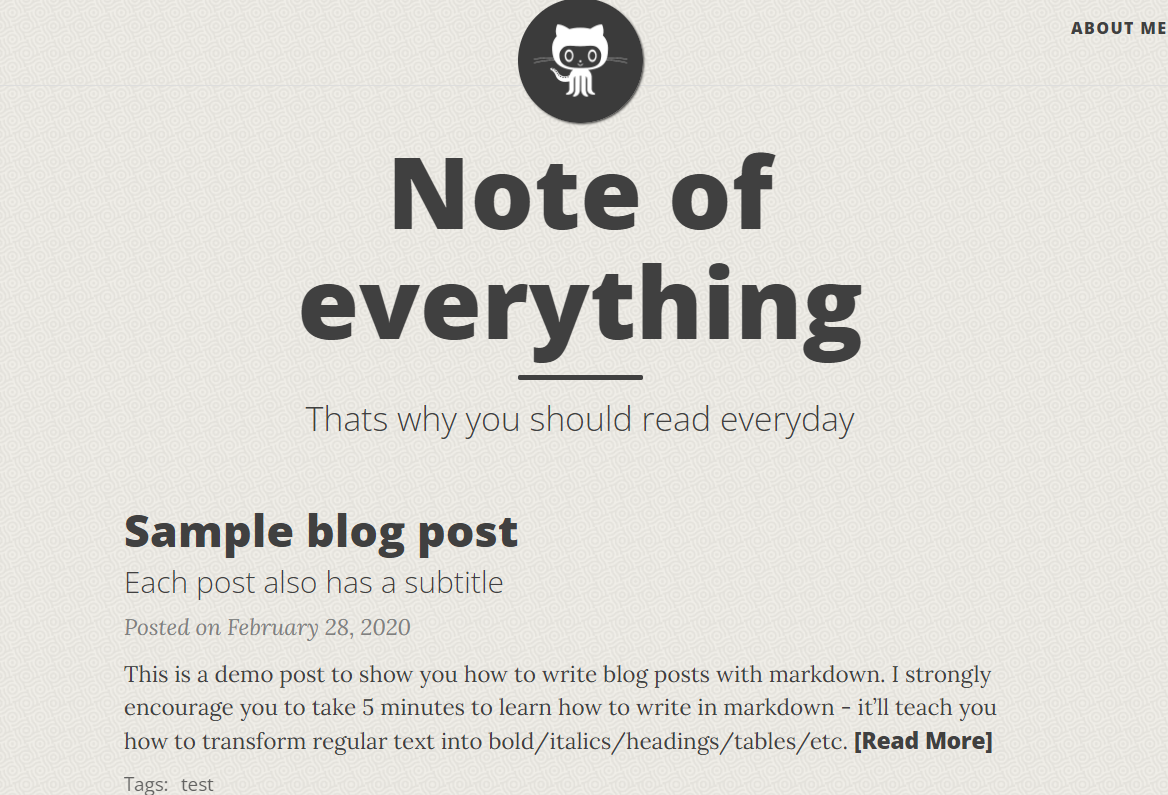 ABOUT ME
Note of
everything
Thats why you should read everyday
Sample blog post
Each post also has a subtitle
Posted on February 28, 2020
This is a demo post to show you how to write blog posts with markdown. I strongly
encourage you to take 5 minutes to learn how to write in markdown - it’ll teach you
how to transform regular text into bold/italics/headings/tables/etc. [Read More]
Tags: test